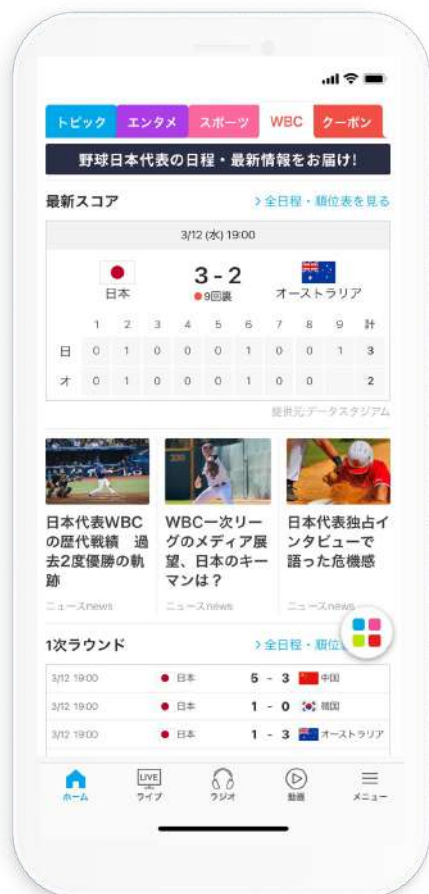 トピック エンタメ スポーツ WBC クーポン
野球日本代表の日程・最新情報をお届け!
最新スコア >全日程・順位表を見る
3/12 (水) 19:00
3 - 2
日本 9回裏 オーストラリア
1 2 3 4 5 6 7 8 9 計
日 0 1 0 0 0 1 0 0 1 3
オ 0 1 0 0 0 1 0 0 2
提供元:データスタジアム
日本代表WBC
の歴代戦績 過
去2度優勝の軌
跡
ニュースnews
WBC一次リー
グのメディア展
望、日本のキー
マンは?
ニュースnews
日本代表独占イ
ンタビューで
語った危機感
ニュースnews
1次ラウンド >全日程・順位
3/12 19:00 日本 5 - 3 中国
3/12 19:00 日本 1 - 0 韓国
3/12 19:00 日本 1 - 3 オーストラリア
LIVE
ホーム ライブ ラジオ 動画 メニュー